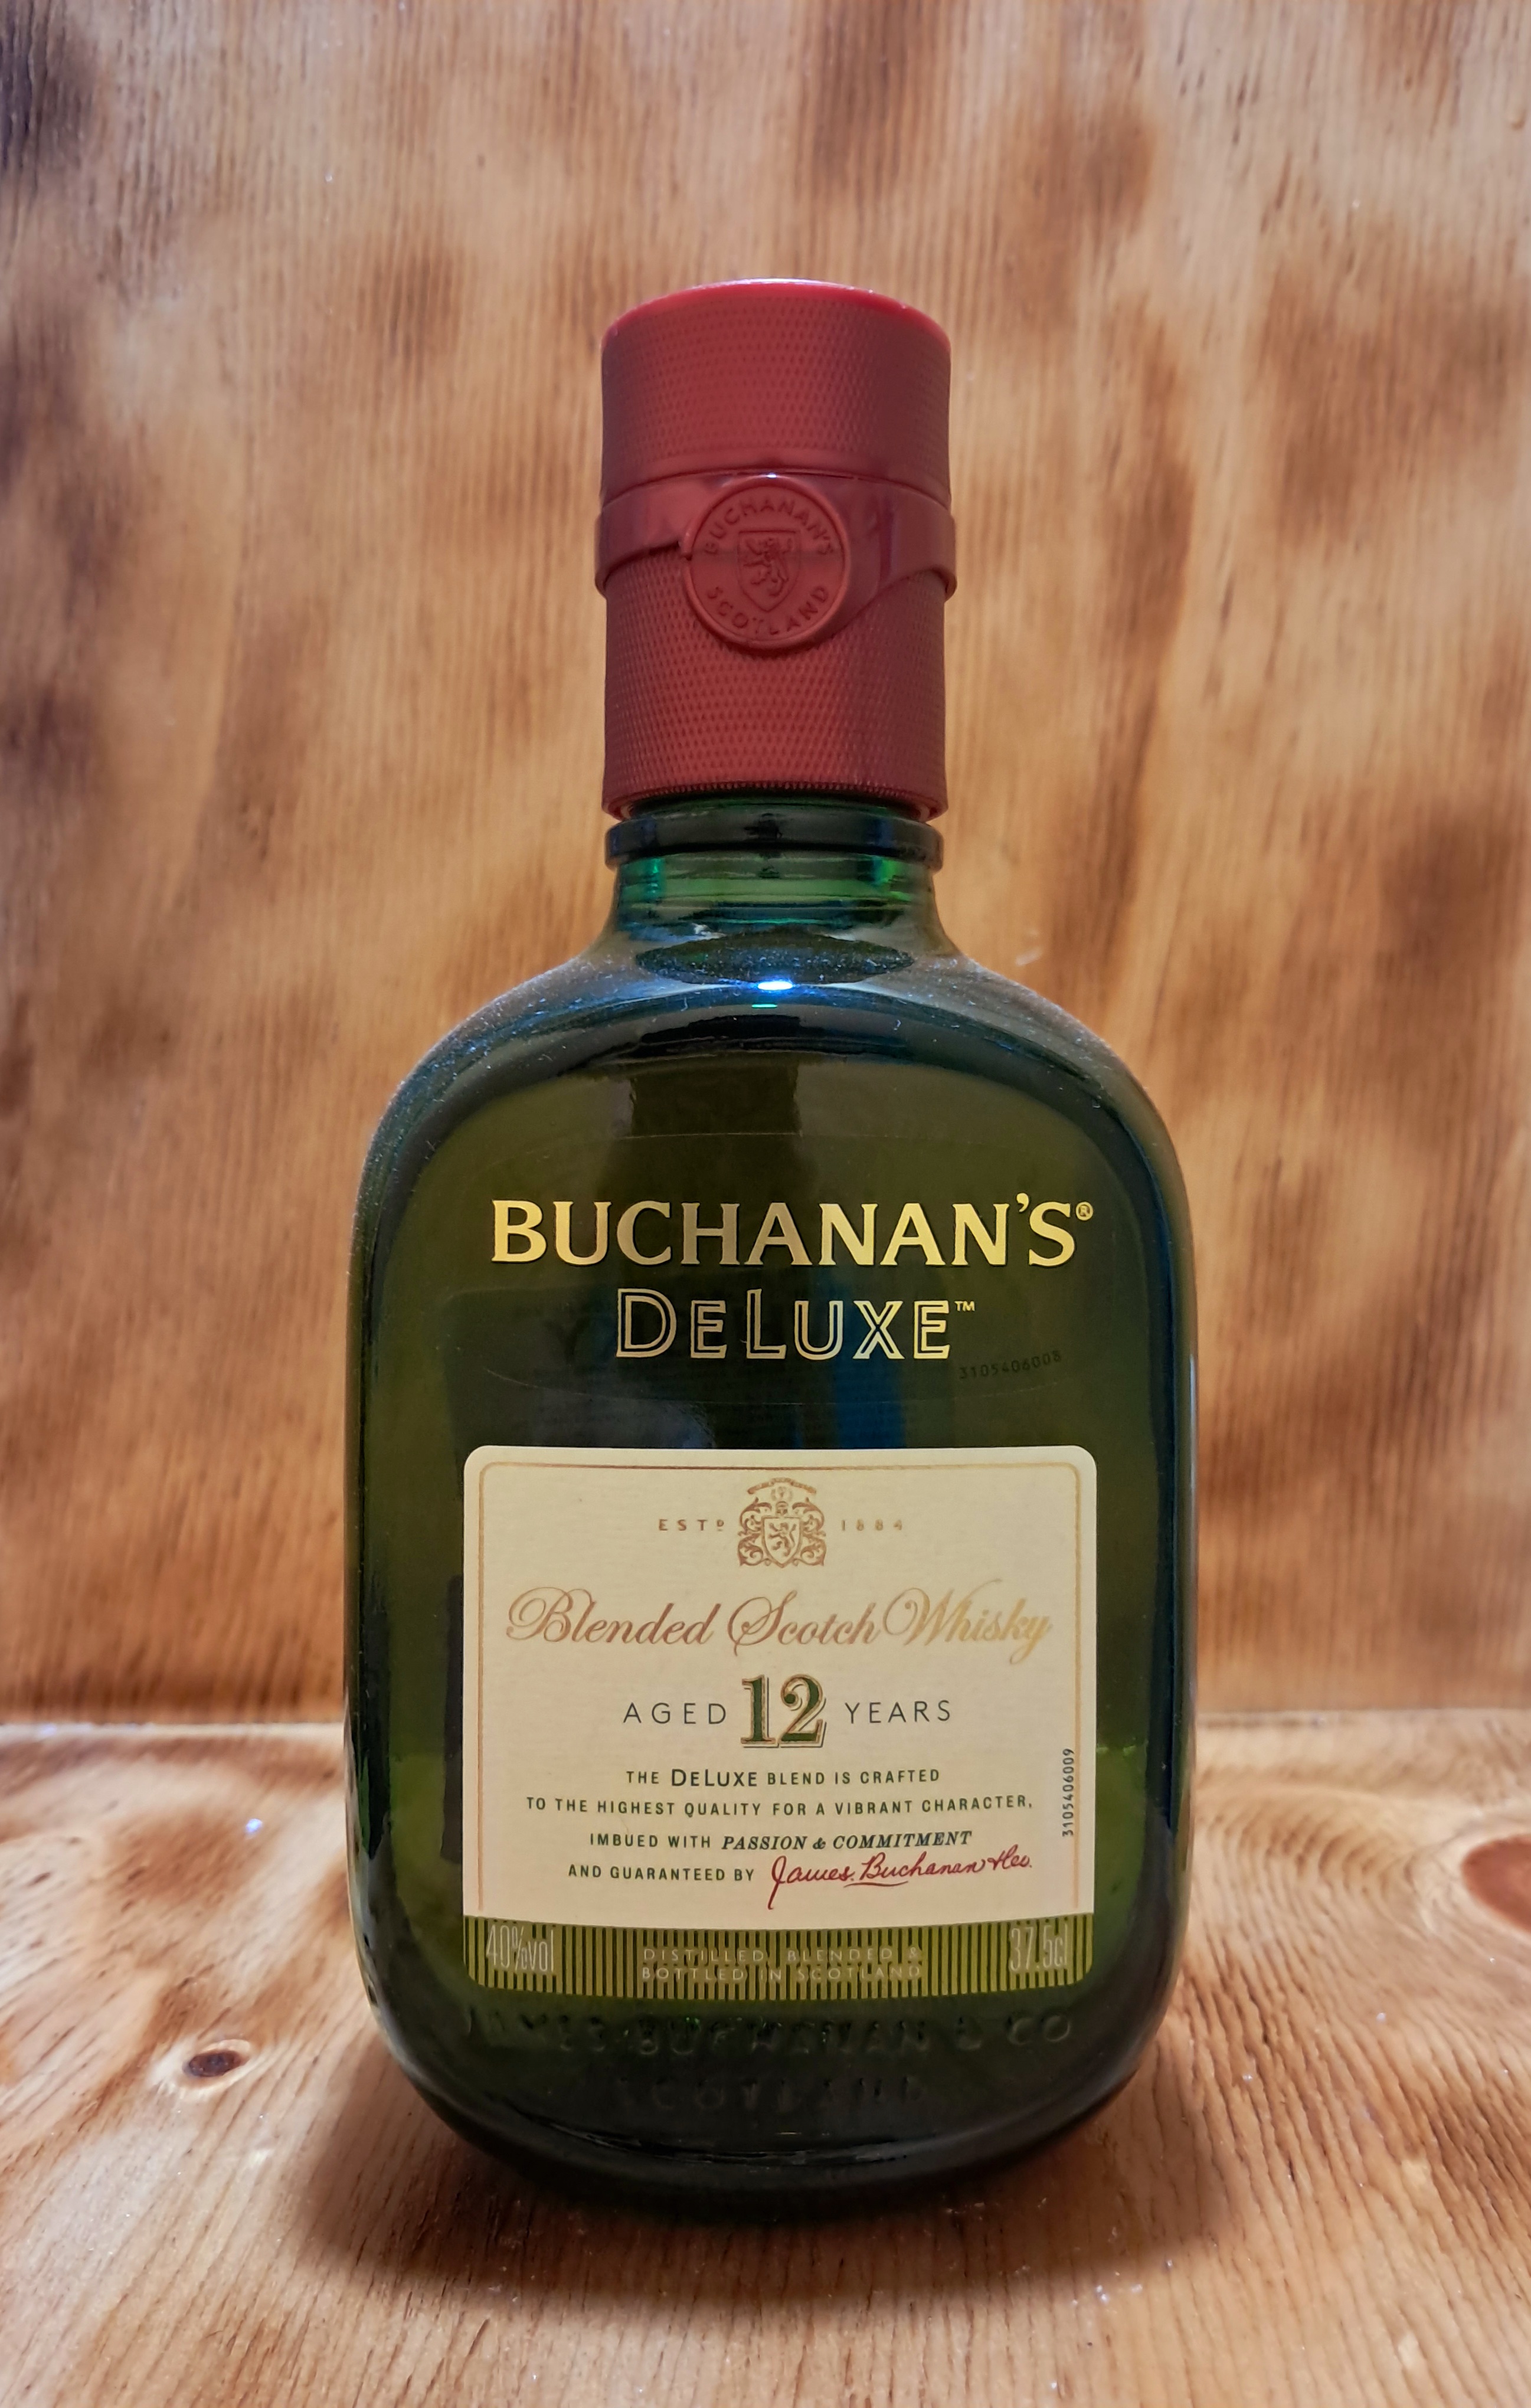 BUCHANAN'S
SCOTLAND
BUCHANAN'S®
DELUXE™
3105406008
ESTD 1884
Blended Scotch Whisky
AGED 12 YEARS
THE DELUXE BLEND IS CRAFTED
TO THE HIGHEST QUALITY FOR A VIBRANT CHARACTER,
IMBUED WITH PASSION & COMMITMENT
AND GUARANTEED BY James Buchanan & Co.
3105406009
40%vol DISTILLED, BLENDED & 37.5cl
BOTTLED IN SCOTLAND
JAMES BUCHANAN & CO
SCOTLAND